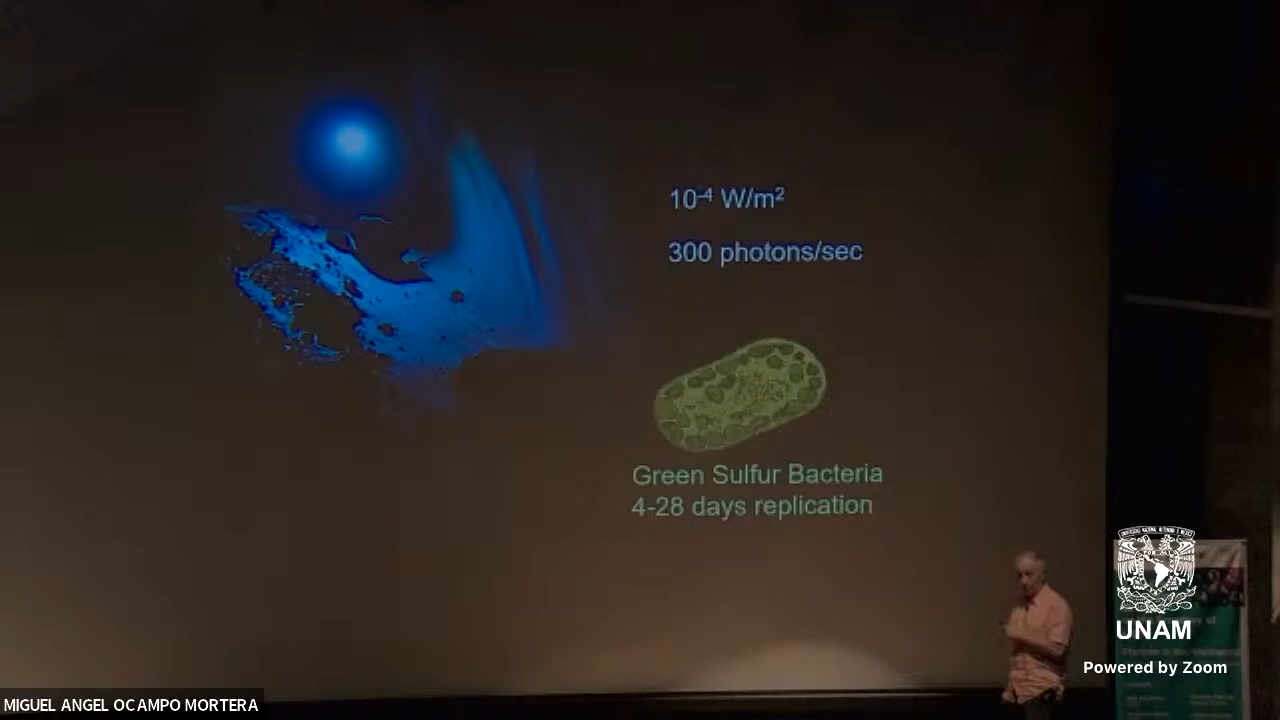 10-4 W/m2
300 photons/sec
Green Sulfur Bacteria
4-28 days replication
UNAM
Powered by Zoom
MIGUEL ANGEL OCAMPO MORTERA